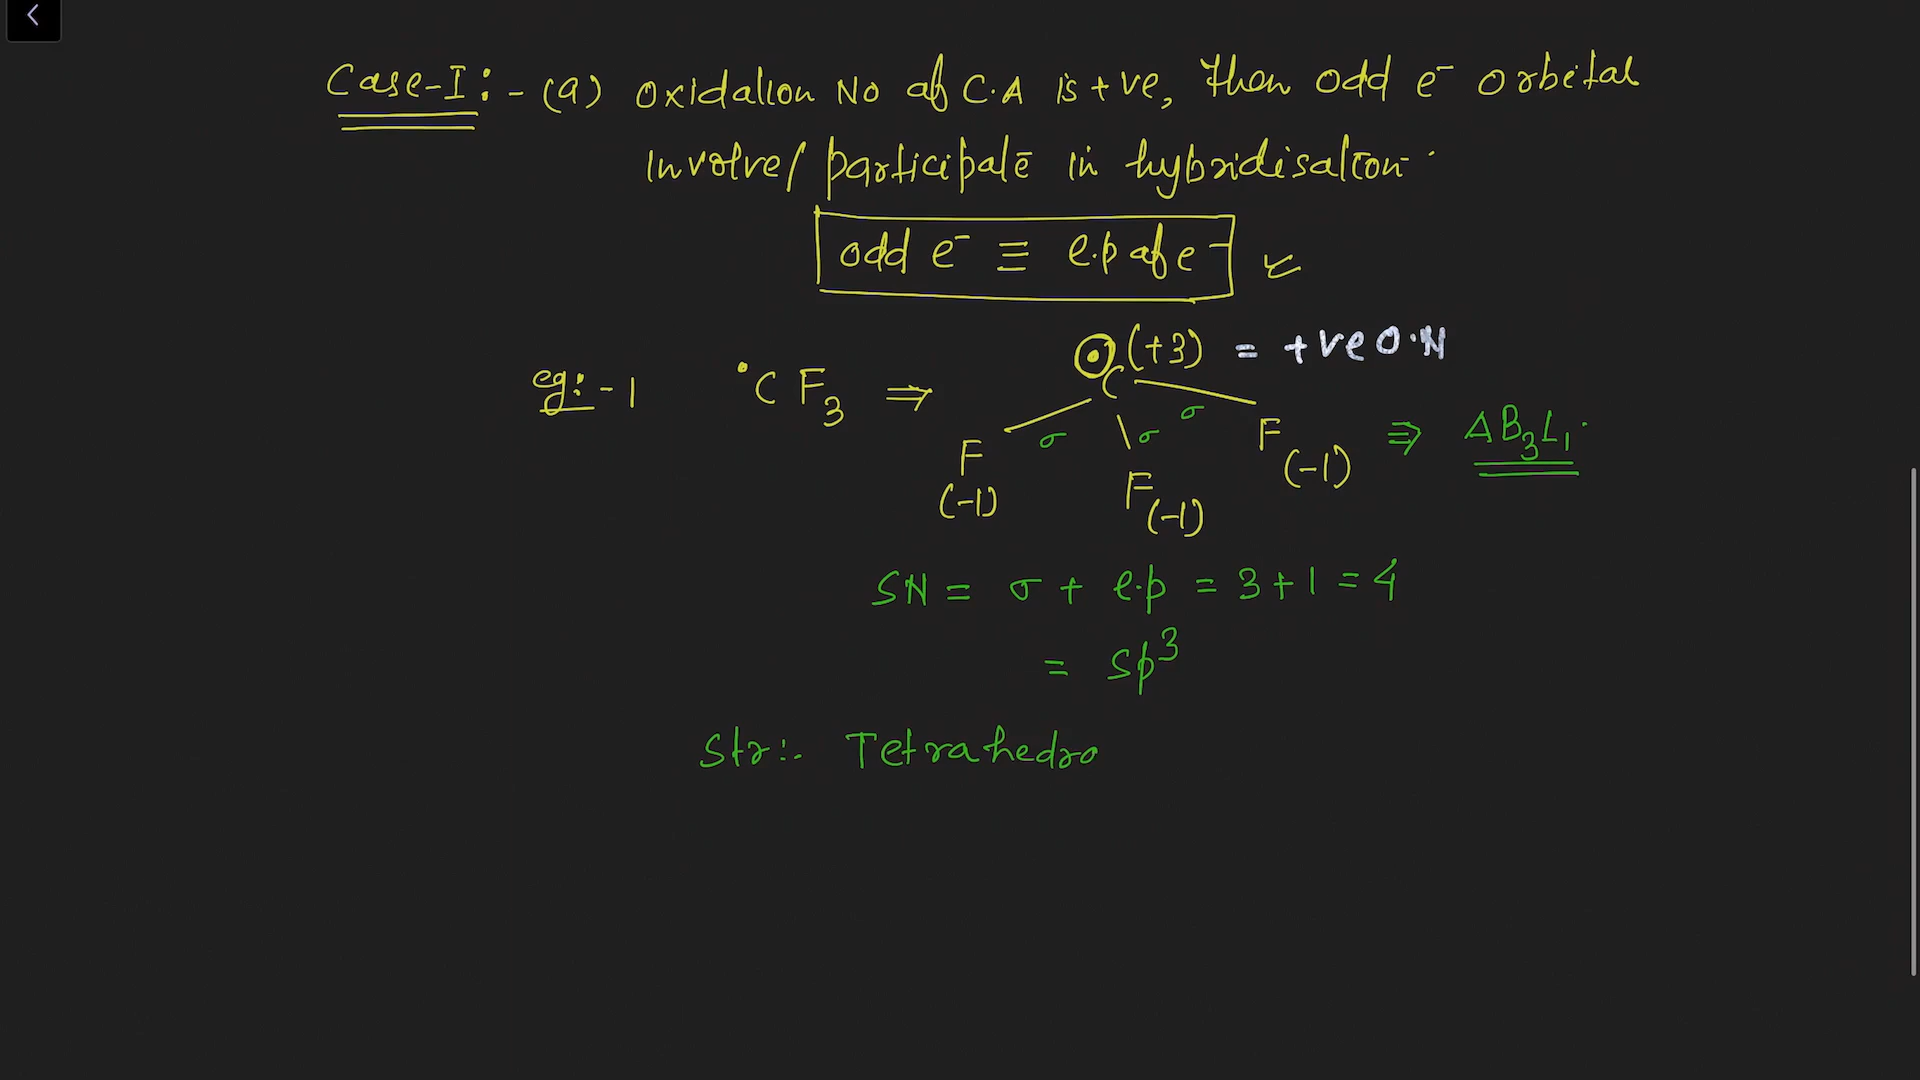 Case-I:- (a) oxidation No of C.A is +ve, then odd e⁻ orbital
Involve/ participate in hybridisation.
odd e⁻ ≡ l.p of e⁻
eg:-1 •CF₃ ⇒ C (+3) = +ve O.N
σ σ σ
F (-1) F (-1) F (-1) ⇒ AB₃L₁.
SN = σ + l.p = 3+1 = 4
= sp³
Str:. Tetrahedro